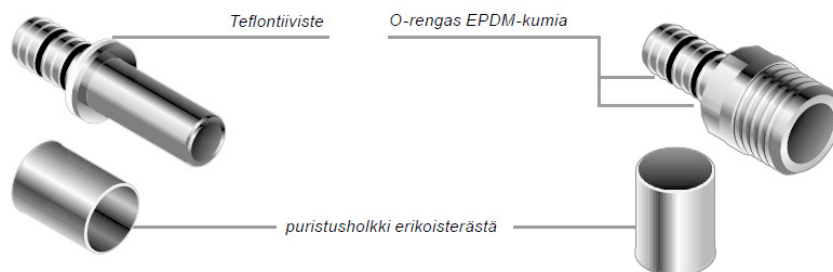 Teflontiiviste
O-rengas EPDM-kumia
puristusholkki erikoisterästä